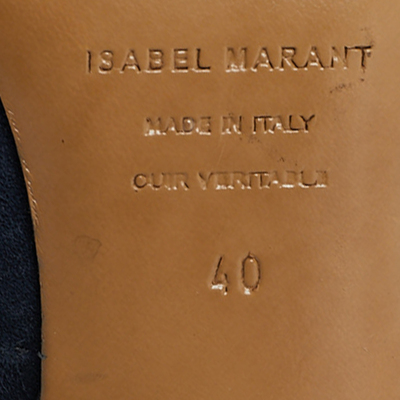 ISABEL MARANT
MADE IN ITALY
CUIR VERITABLE
40